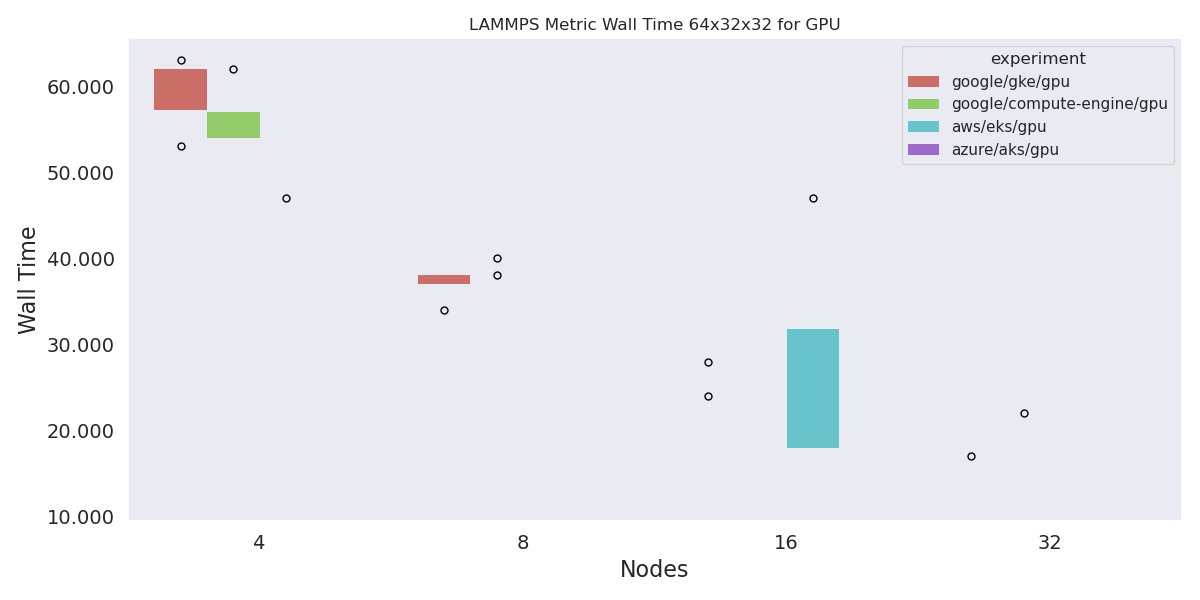 LAMMPS Metric Wall Time 64x32x32 for GPU
experiment
google/gke/gpu
google/compute-engine/gpu
aws/eks/gpu
azure/aks/gpu
Wall Time
60.000
50.000
40.000
30.000
20.000
10.000
4 8 16 32
Nodes